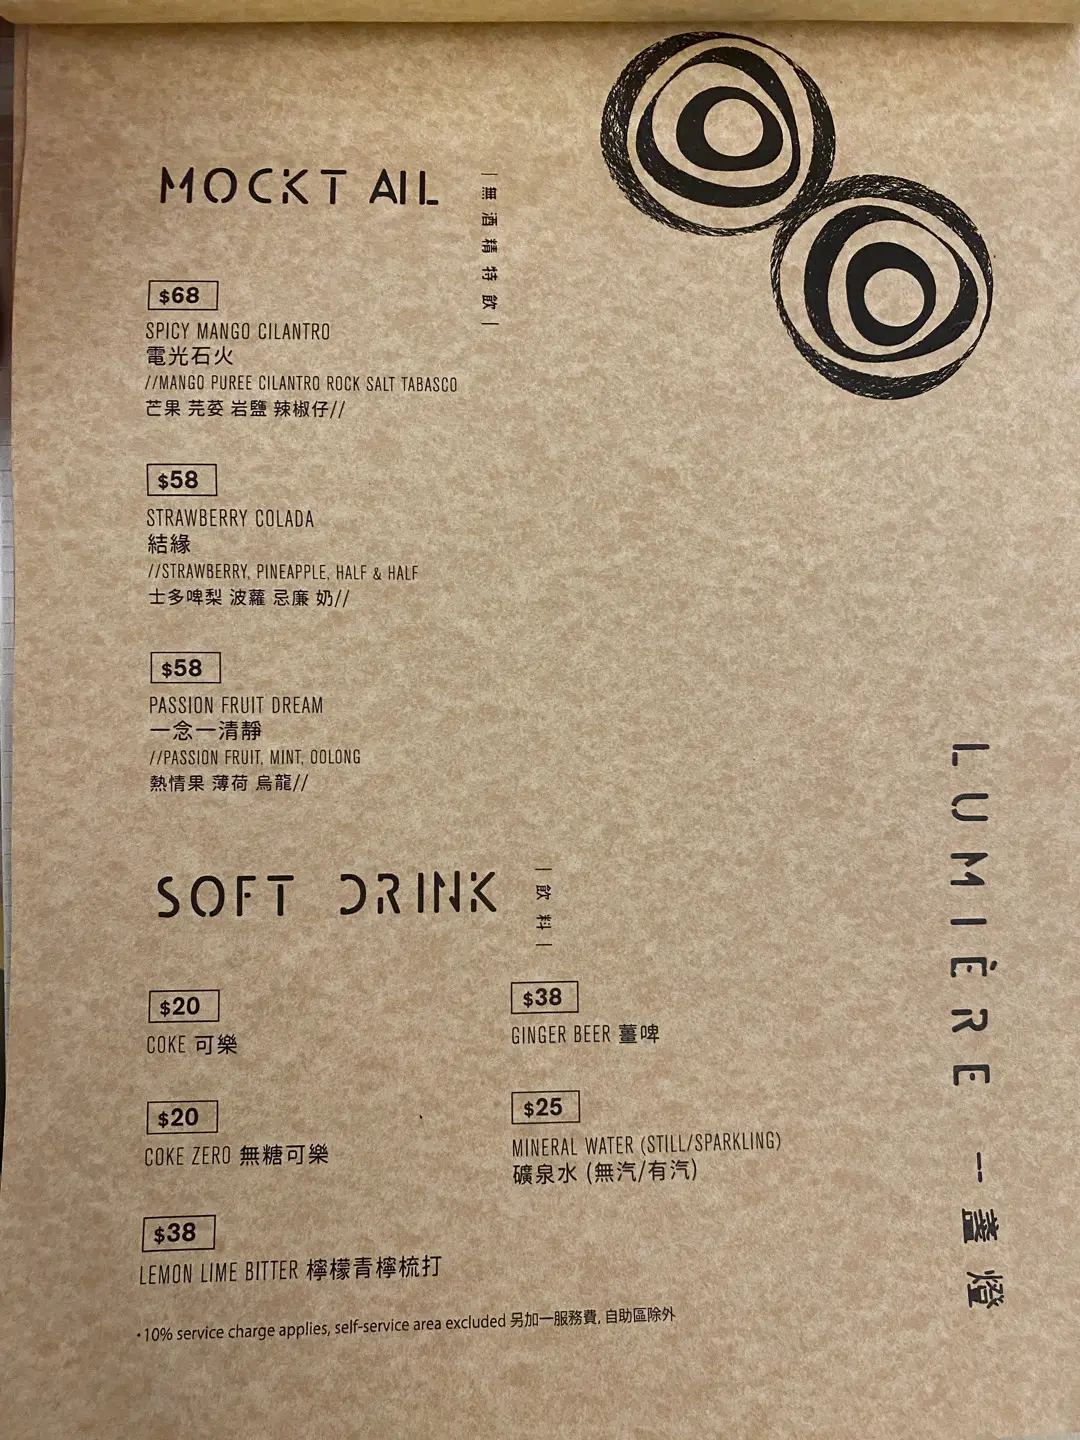 MOCKTAIL
|無酒精特飲|
$68
SPICY MANGO CILANTRO
電光石火
//MANGO PUREE CILANTRO ROCK SALT TABASCO
芒果 芫荽 岩鹽 辣椒仔//
$58
STRAWBERRY COLADA
結緣
//STRAWBERRY, PINEAPPLE, HALF & HALF
士多啤梨 波蘿 忌廉 奶//
$58
PASSION FRUIT DREAM
一念一清靜
//PASSION FRUIT, MINT, OOLONG
熱情果 薄荷 烏龍//
SOFT DRINK
|飲料|
$20
COKE 可樂
$20
COKE ZERO 無糖可樂
$38
LEMON LIME BITTER 檸檬青檸梳打
$38
GINGER BEER 薑啤
$25
MINERAL WATER (STILL/SPARKLING)
礦泉水 (無汽/有汽)
•10% service charge applies, self-service area excluded 另加一服務費, 自助區除外
LUMIÈRE 一盞燈